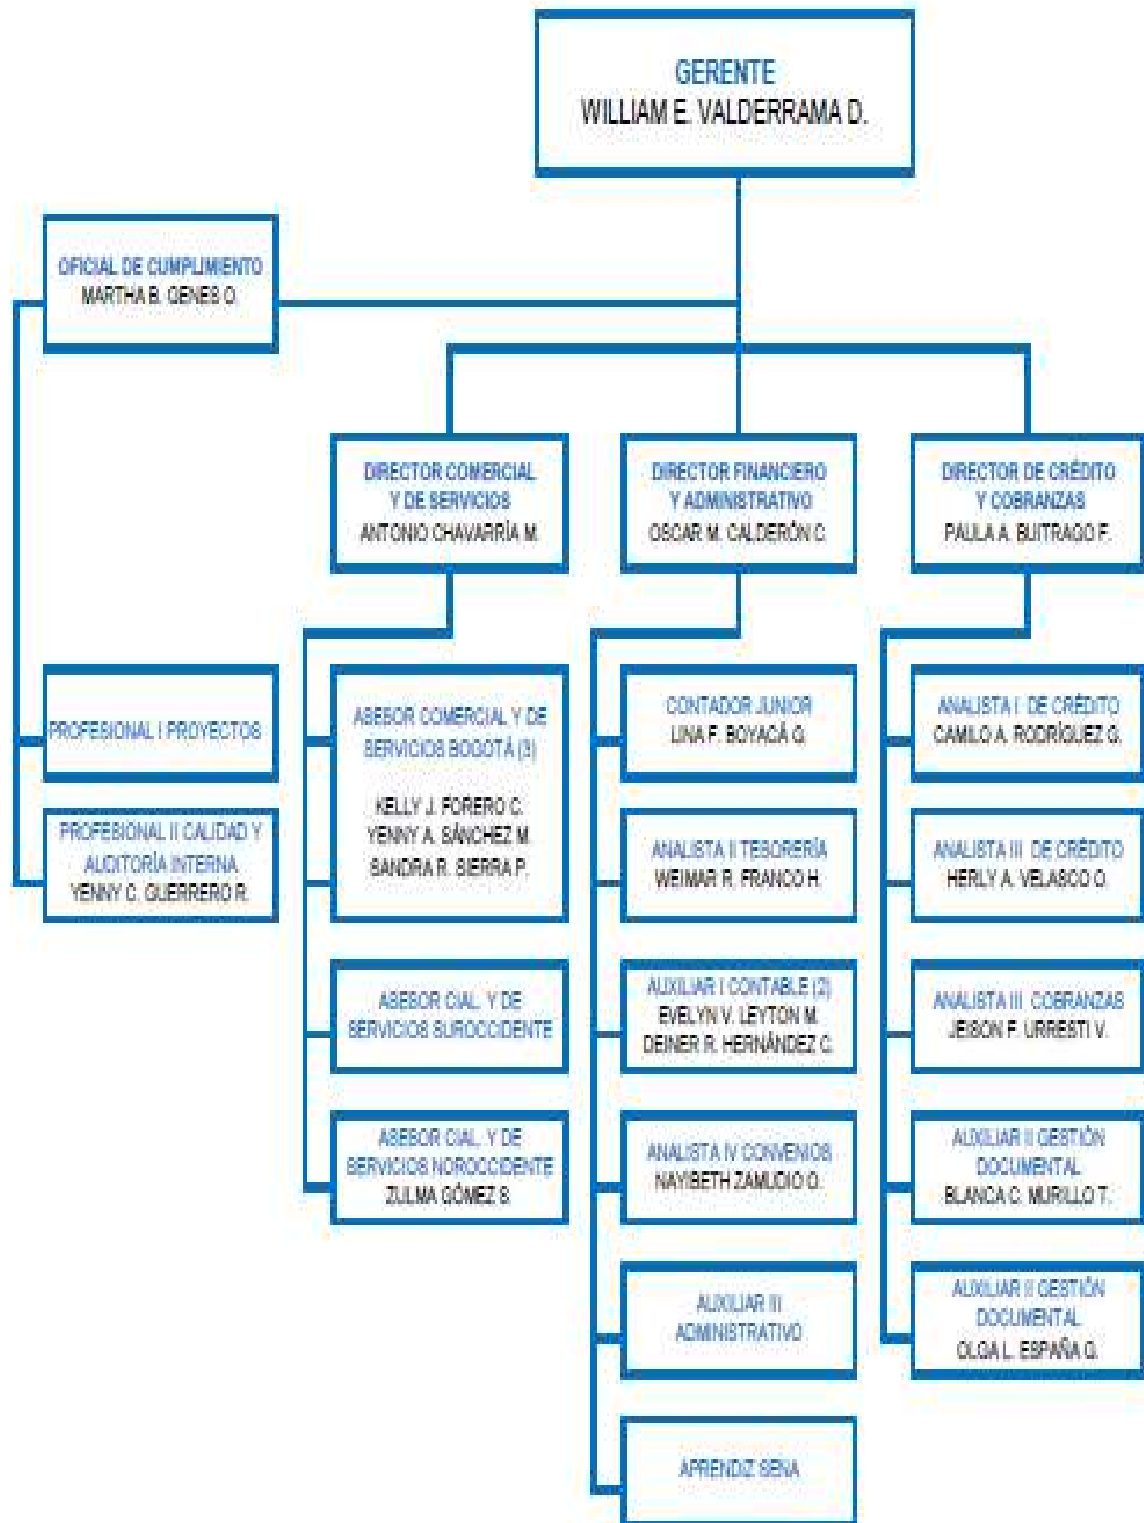 GERENTE
WILLIAM E. VALDERRAMA D.
OFICIAL DE CUMPLIMIENTO
MARTHA B. GENES O.
DIRECTOR COMERCIAL
Y DE SERVICIOS
ANTONIO CHAVARRÍA M.
DIRECTOR FINANCIERO
Y ADMINISTRATIVO
OSCAR M. CALDERÓN C.
DIRECTOR DE CRÉDITO
Y COBRANZAS
PAULA A. BUITRAGO F.
PROFESIONAL I PROYECTOS
PROFESIONAL II CALIDAD Y
AUDITORÍA INTERNA
YENNY C. GUERRERO R.
ASESOR COMERCIAL Y DE
SERVICIOS BOGOTÁ (3)
KELLY J. FORERO C.
YENNY A. SÁNCHEZ M.
SANDRA R. SIERRA P.
ASESOR CIAL. Y DE
SERVICIOS SUROCCIDENTE
ASESOR CIAL. Y DE
SERVICIOS NOROCCIDENTE
ZULMA GÓMEZ S.
CONTADOR JUNIOR
LINA F. BOYACÁ G.
ANALISTA II TESORERÍA
WEIMAR R. FRANCO H.
AUXILIAR I CONTABLE (2)
EVELYN V. LEYTON M.
DEINER R. HERNÁNDEZ C.
ANALISTA IV CONVENIOS
NAYIBETH ZAMUDIO O.
AUXILIAR III
ADMINISTRATIVO
APRENDIZ SENA
ANALISTA I DE CRÉDITO
CAMILO A. RODRÍGUEZ G.
ANALISTA III DE CRÉDITO
HERLY A. VELASCO O.
ANALISTA III COBRANZAS
JEISON F. URRESTI V.
AUXILIAR II GESTIÓN
DOCUMENTAL
BLANCA C. MURILLO T.
AUXILIAR II GESTIÓN
DOCUMENTAL
OLGA L. ESPAÑA G.